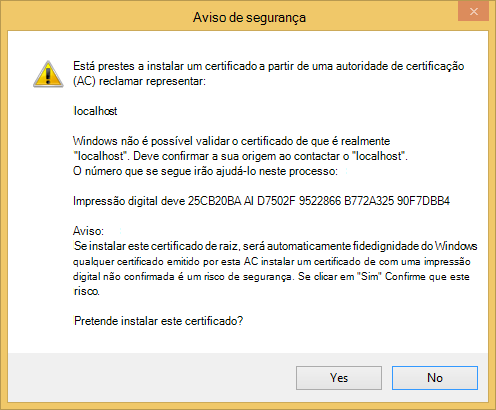 Aviso de segurança
Está prestes a instalar um certificado a partir de uma autoridade de certificação
(AC) reclamar representar:
localhost
Windows não é possível validar o certificado de que é realmente
"localhost". Deve confirmar a sua origem ao contactar o "localhost".
O número que se segue irão ajudá-lo neste processo:
Impressão digital deve 25CB20BA AI D7502F 9522866 B772A325 90F7DBB4
Aviso:
Se instalar este certificado de raiz, será automaticamente fidedignidade do Windows
qualquer certificado emitido por esta AC instalar um certificado de com uma impressão
digital não confirmada é um risco de segurança. Se clicar em "Sim" Confirme que este
risco.
Pretende instalar este certificado?
Yes
No